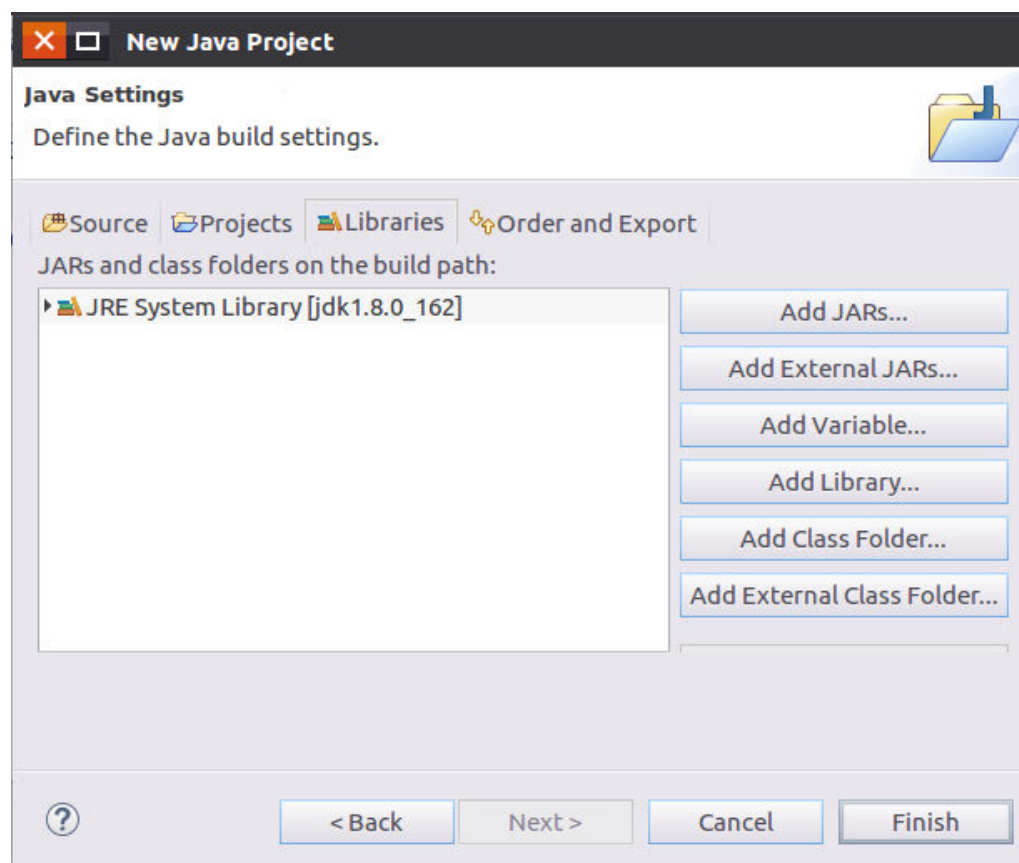 New Java Project
Java Settings
Define the Java build settings.
Source Projects Libraries Order and Export
JARs and class folders on the build path:
JRE System Library [jdk1.8.0_162]
Add JARs...
Add External JARs...
Add Variable...
Add Library...
Add Class Folder...
Add External Class Folder...
? < Back Next > Cancel Finish